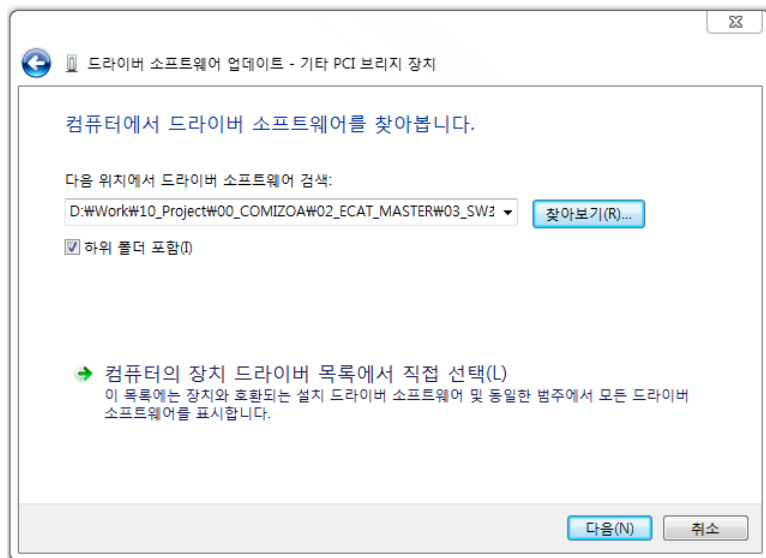 드라이버 소프트웨어 업데이트 - 기타 PCI 브리지 장치
컴퓨터에서 드라이버 소프트웨어를 찾아봅니다.
다음 위치에서 드라이버 소프트웨어 검색:
D:₩Work₩10_Project₩00_COMIZOA₩02_ECAT_MASTER₩03_SW
찾아보기(R)...
하위 폴더 포함(I)
컴퓨터의 장치 드라이버 목록에서 직접 선택(L)
이 목록에는 장치와 호환되는 설치 드라이버 소프트웨어 및 동일한 범주에서 모든 드라이버
소프트웨어를 표시합니다.
다음(N)
취소